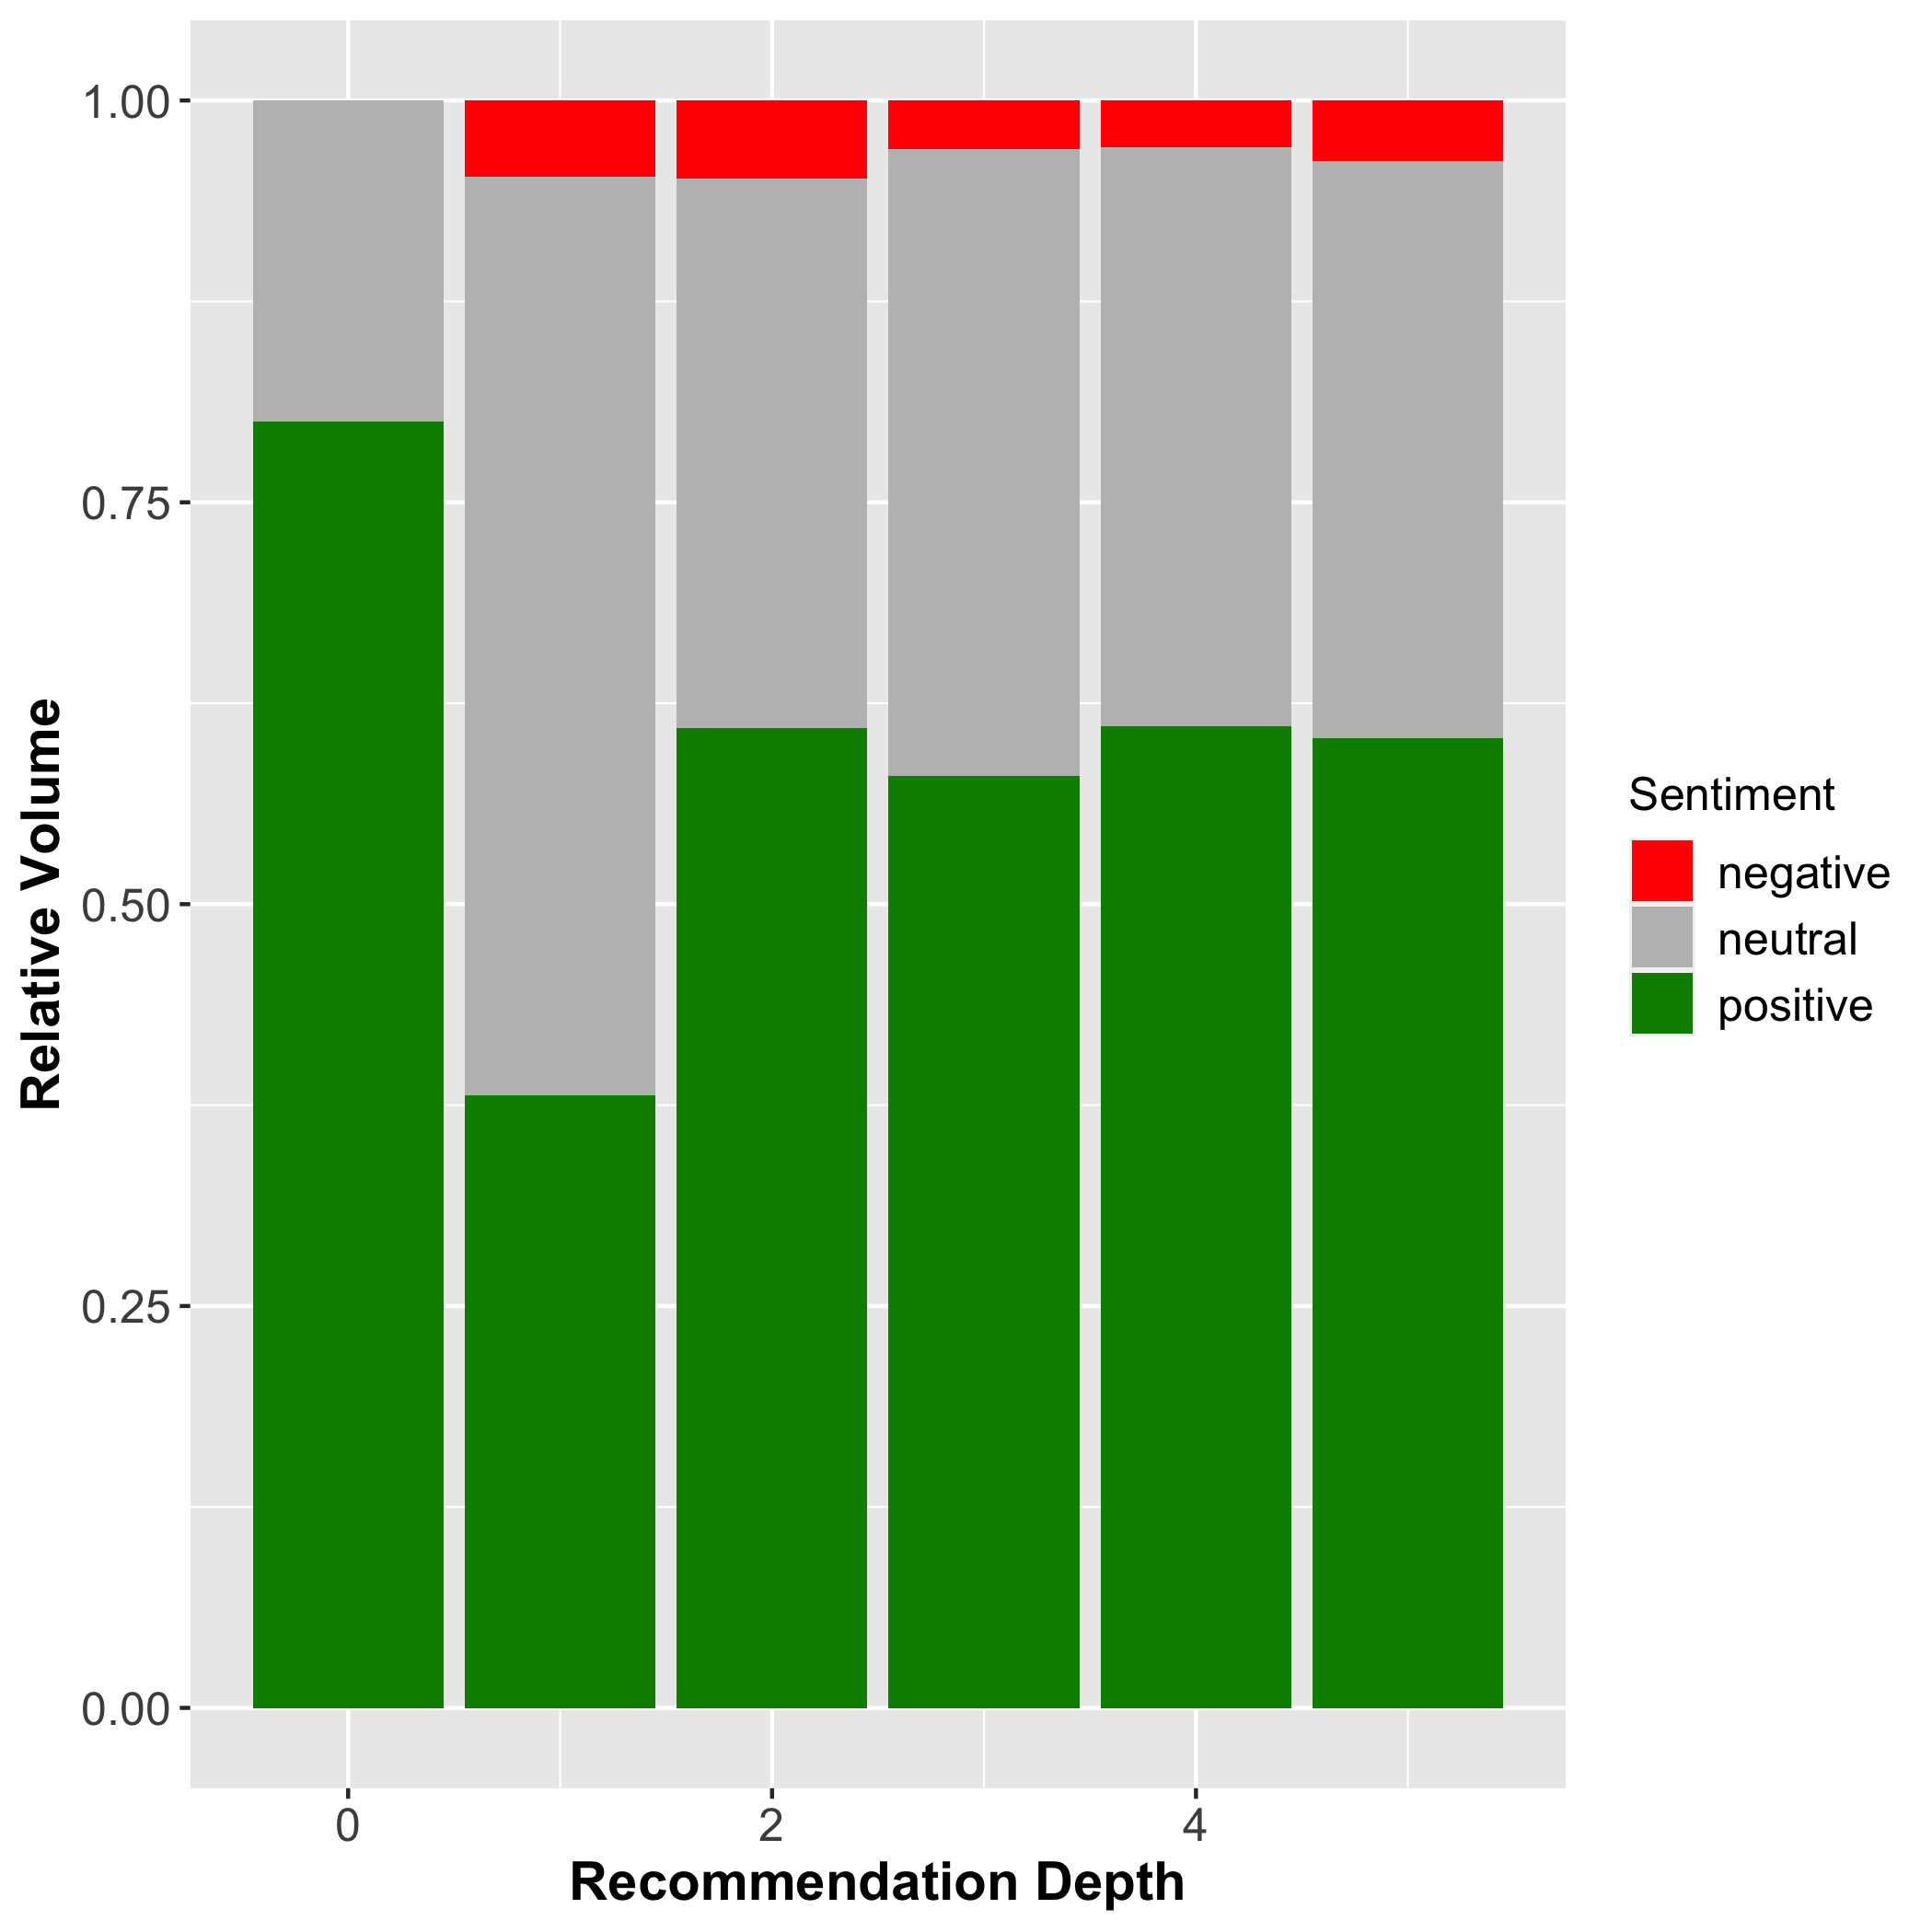 1.00
0.75
0.50
0.25
0.00
Relative Volume
0 2 4
Recommendation Depth
Sentiment
negative
neutral
positive